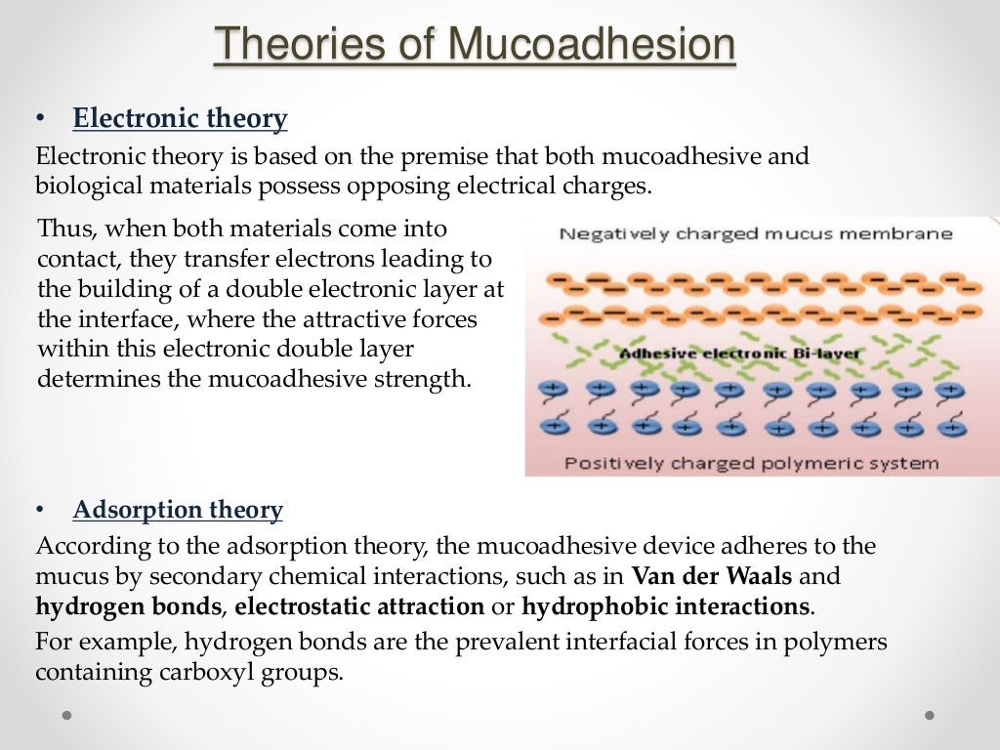 Theories of Mucoadhesion
• Electronic theory
Electronic theory is based on the premise that both mucoadhesive and
biological materials possess opposing electrical charges.
Thus, when both materials come into
contact, they transfer electrons leading to
the building of a double electronic layer at
the interface, where the attractive forces
within this electronic double layer
determines the mucoadhesive strength.
Negatively charged mucus membrane
Adhesive electronic Bi-layer
Positively charged polymeric system
• Adsorption theory
According to the adsorption theory, the mucoadhesive device adheres to the
mucus by secondary chemical interactions, such as in Van der Waals and
hydrogen bonds, electrostatic attraction or hydrophobic interactions.
For example, hydrogen bonds are the prevalent interfacial forces in polymers
containing carboxyl groups.